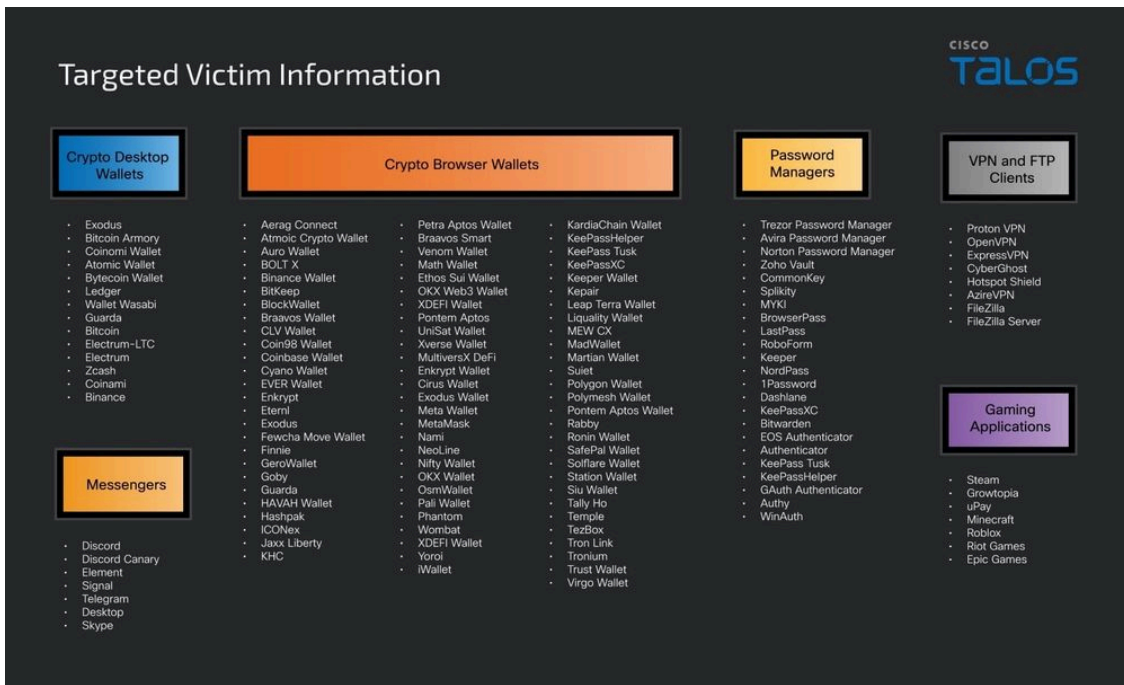 Targeted Victim Information
CISCO
TALOS
Crypto Desktop
Wallets
Exodus
Bitcoin Armory
Coinomi Wallet
Atomic Wallet
Bytecoin Wallet
Ledger
Wallet Wasabi
Guarda
Bitcoin
Electrum-LTC
Electrum
Zcash
Coinami
Binance
Messengers
Discord
Discord Canary
Element
Signal
Telegram
Desktop
Skype
Crypto Browser Wallets
Aerag Connect
Atmoic Crypto Wallet
Auro Wallet
BOLT X
Binance Wallet
BitKeep
BlockWallet
Braavos Wallet
CLV Wallet
Coin98 Wallet
Coinbase Wallet
Cyano Wallet
EVER Wallet
Enkrypt
Eternl
Exodus
Fewcha Move Wallet
Finnie
GeroWallet
Goby
Guarda
HAVAH Wallet
Hashpak
ICONex
Jaxx Liberty
KHC
Petra Aptos Wallet
Braavos Smart
Venom Wallet
Math Wallet
Ethos Sui Wallet
OKX Web3 Wallet
XDEFI Wallet
Pontem Aptos
UniSat Wallet
Xverse Wallet
MultiversX DeFi
Enkrypt Wallet
Cirus Wallet
Exodus Wallet
Meta Wallet
MetaMask
Nami
NeoLine
Nifty Wallet
OKX Wallet
OsmWallet
Pali Wallet
Phantom
Wombat
XDEFI Wallet
Yoroi
iWallet
KardiaChain Wallet
KeePassHelper
KeePass Tusk
KeePassXC
Keeper Wallet
Kepair
Leap Terra Wallet
Liquality Wallet
MEW CX
MadWallet
Martian Wallet
Suiet
Polygon Wallet
Polymesh Wallet
Pontem Aptos Wallet
Rabby
Ronin Wallet
SafePal Wallet
Solflare Wallet
Station Wallet
Siu Wallet
Tally Ho
Temple
TezBox
Tron Link
Tronium
Trust Wallet
Virgo Wallet
Password
Managers
Trezor Password Manager
Avira Password Manager
Norton Password Manager
Zoho Vault
CommonKey
Splikity
MYKI
BrowserPass
LastPass
RoboForm
Keeper
NordPass
1Password
Dashlane
KeePassXC
Bitwarden
EOS Authenticator
Authenticator
KeePass Tusk
KeePassHelper
GAuth Authenticator
Authy
WinAuth
VPN and FTP
Clients
Proton VPN
OpenVPN
ExpressVPN
CyberGhost
Hotspot Shield
AzireVPN
FileZilla
FileZilla Server
Gaming
Applications
Steam
Growtopia
uPay
Minecraft
Roblox
Riot Games
Epic Games